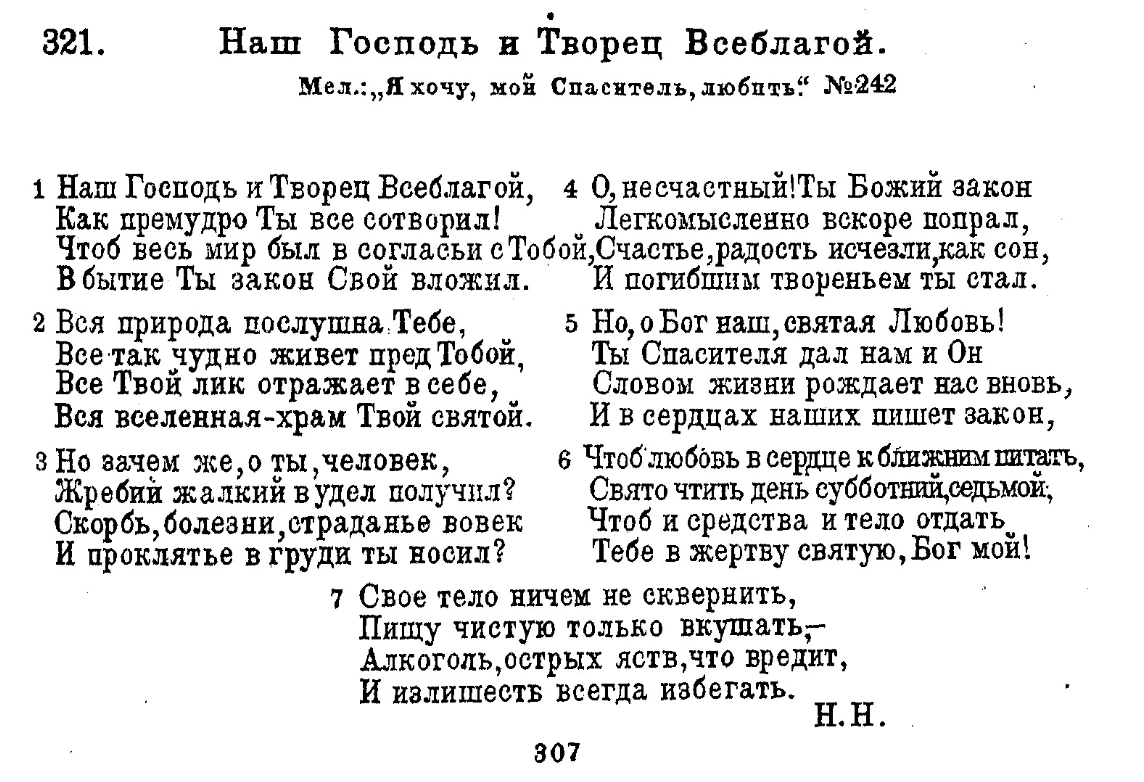 321. Наш Господь и Творец Всеблагой.
Мел.:„Я хочу, мой Спаситель, любить“. №242
1 Наш Господь и Творец Всеблагой,
Как премудро Ты все сотворил!
Чтоб весь мир был в согласьи с Тобой,
В бытие Ты закон Свой вложил.
2 Вся природа послушна Тебе,
Все так чудно живет пред Тобой,
Все Твой лик отражает в себе,
Вся вселенная-храм Твой святой.
3 Но зачем же, о ты, человек,
Жребий жалкий в удел получил?
Скорбь, болезни, страданье вовек
И проклятье в груди ты носил?
4 О, несчастный! Ты Божий закон
Легкомысленно вскоре попрал,
Счастье, радость исчезли, как сон,
И погибшим твореньем ты стал.
5 Но, о Бог наш, святая Любовь!
Ты Спасителя дал нам и Он
Словом жизни рождает нас вновь,
И в сердцах наших пишет закон,
6 Чтоб любовь в сердце к ближним питать,
Свято чтить день субботний, седьмой,
Чтоб и средства и тело отдать
Тебе в жертву святую, Бог мой!
7 Свое тело ничем не сквернить,
Пищу чистую только вкушать,—
Алкоголь, острых яств, что вредит,
И излишеств всегда избегать.
Н.Н.
307